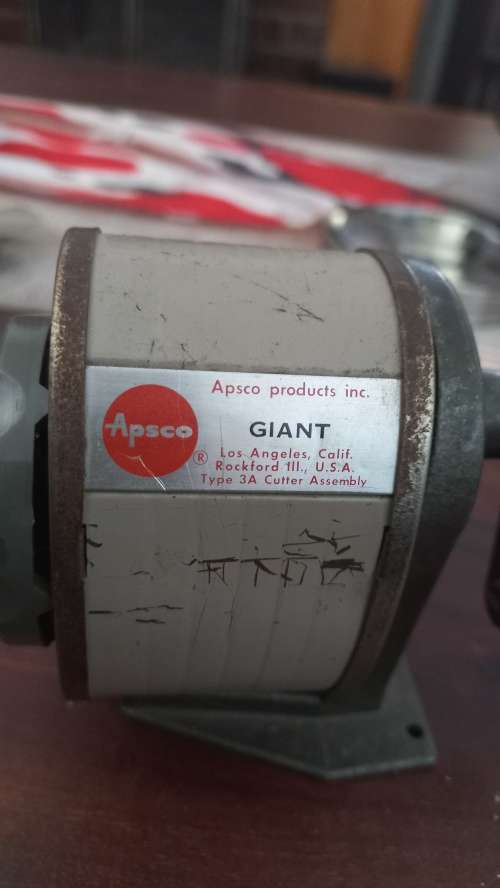 Apsco products inc.
Apsco
GIANT
®
Los Angeles, Calif.
Rockford Ill., U.S.A.
Type 3A Cutter Assembly